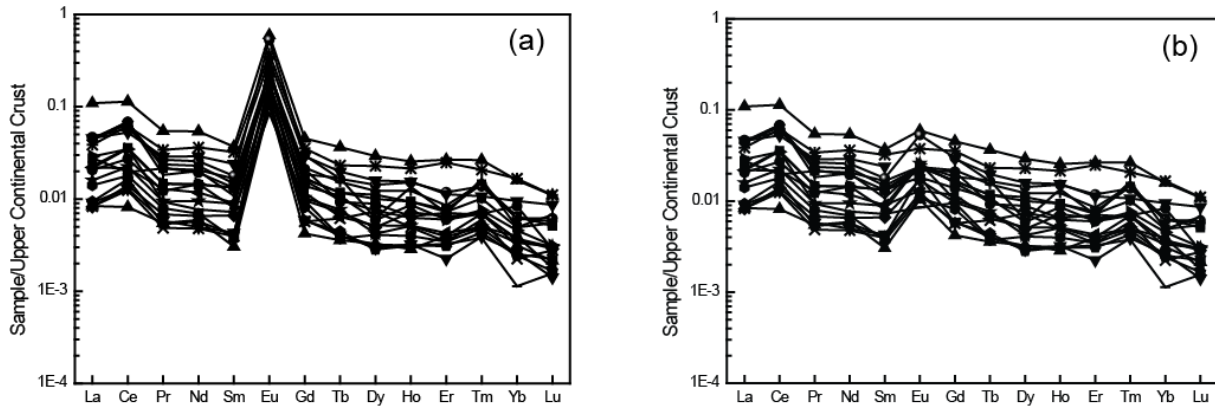 (a)
1
0.1
0.01
1E-3
1E-4
Sample/Upper Continental Crust
La Ce Pr Nd Sm Eu Gd Tb Dy Ho Er Tm Yb Lu
(b)
1
0.1
0.01
1E-3
1E-4
Sample/Upper Continental Crust
La Ce Pr Nd Sm Eu Gd Tb Dy Ho Er Tm Yb Lu